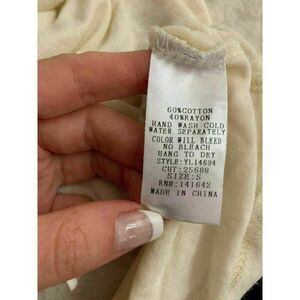 60%COTTON
40%RAYON
HAND WASH COLD
WATER SEPARATELY
COLOR WILL BLEED
NO BLEACH
HANG TO DRY
STYLE:YL14694
CUT:25688
SIZE:S
RN#:141642
MADE IN CHINA